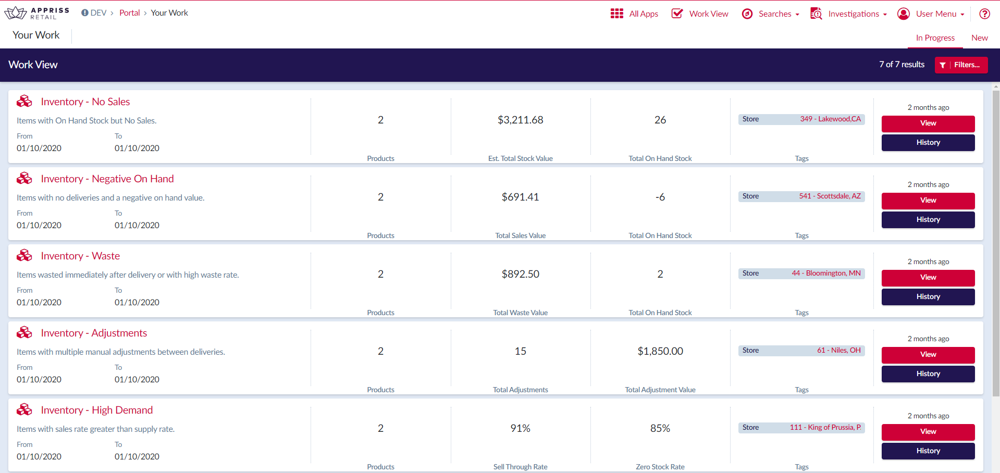 APPRISS
RETAIL
DEV > Portal > Your Work
All Apps
Work View
Searches
Investigations
User Menu
Your Work
In Progress
New
Work View
7 of 7 results
Filters...
Inventory - No Sales
Items with On Hand Stock but No Sales.
From
To
01/10/2020
01/10/2020
2
Products
$3,211.68
Est. Total Stock Value
26
Total On Hand Stock
Store
349 - Lakewood,CA
Tags
2 months ago
View
History
Inventory - Negative On Hand
Items with no deliveries and a negative on hand value.
From
To
01/10/2020
01/10/2020
2
Products
$691.41
Total Sales Value
-6
Total On Hand Stock
Store
541 - Scottsdale, AZ
Tags
2 months ago
View
History
Inventory - Waste
Items wasted immediately after delivery or with high waste rate.
From
To
01/10/2020
01/10/2020
2
Products
$892.50
Total Waste Value
2
Total On Hand Stock
Store
44 - Bloomington, MN
Tags
2 months ago
View
History
Inventory - Adjustments
Items with multiple manual adjustments between deliveries.
From
To
01/10/2020
01/10/2020
2
Products
15
Total Adjustments
$1,850.00
Total Adjustment Value
Store
61 - Niles, OH
Tags
2 months ago
View
History
Inventory - High Demand
Items with sales rate greater than supply rate.
From
To
01/10/2020
01/10/2020
2
Products
91%
Sell Through Rate
85%
Zero Stock Rate
Store
111 - King of Prussia, P
Tags
2 months ago
View
History